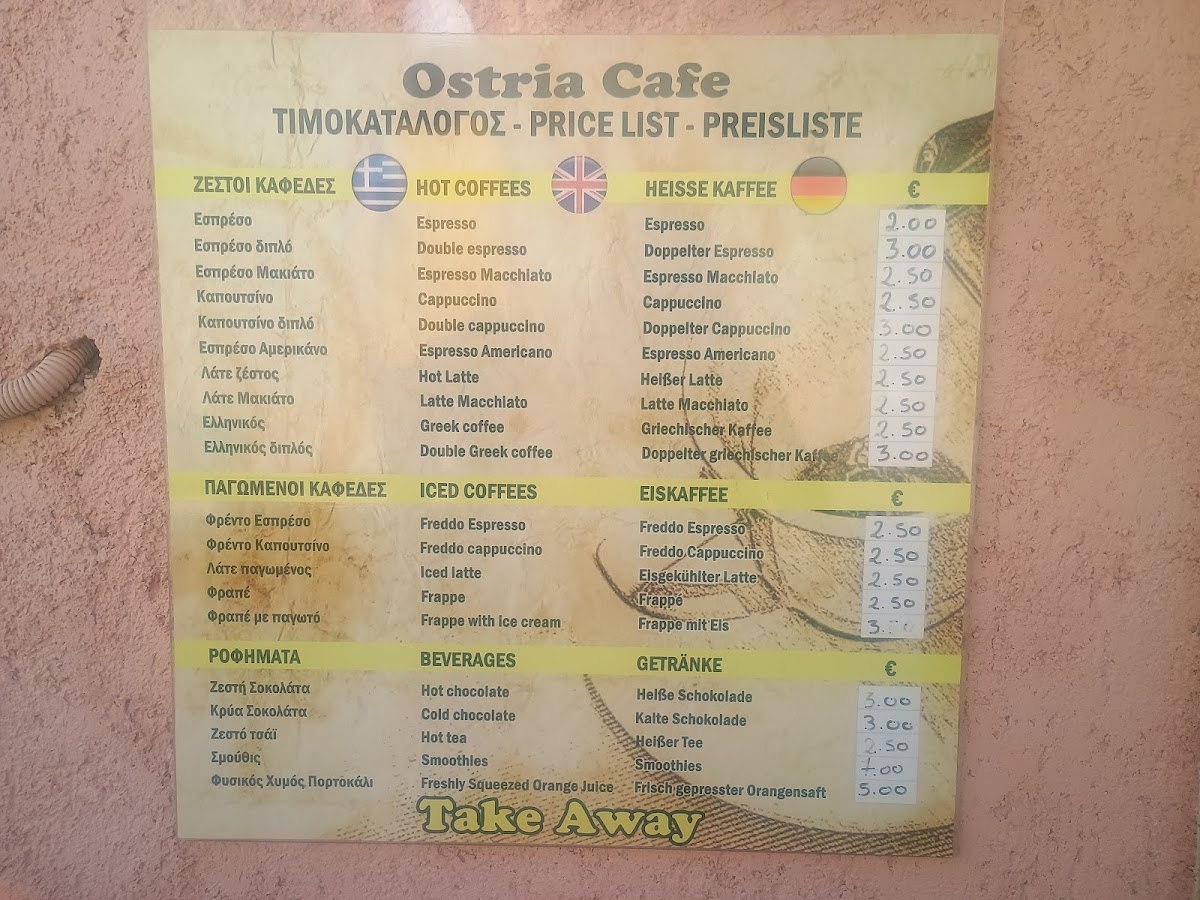 Ostria Cafe
ΤΙΜΟΚΑΤΑΛΟΓΟΣ - PRICE LIST - PREISLISTE
ΖΕΣΤΟΙ ΚΑΦΕΔΕΣ HOT COFFEES HEISSE KAFFEE €
Εσπρέσο Espresso Espresso 2.00
Εσπρέσο διπλό Double espresso Doppelter Espresso 3.00
Εσπρέσο Μακιάτο Espresso Macchiato Espresso Macchiato 2.50
Καπουτσίνο Cappuccino Cappuccino 2.50
Καπουτσίνο διπλό Double cappuccino Doppelter Cappuccino 3.00
Εσπρέσο Αμερικάνο Espresso Americano Espresso Americano 2.50
Λάτε ζέστος Hot Latte Heißer Latte 2.50
Λάτε Μακιάτο Latte Macchiato Latte Macchiato 2.50
Ελληνικός Greek coffee Griechischer Kaffee 2.50
Ελληνικός διπλός Double Greek coffee Doppelter griechischer Kaffee 3.00
ΠΑΓΩΜΕΝΟΙ ΚΑΦΕΔΕΣ ICED COFFEES EISKAFFEE €
Φρέντο Εσπρέσο Freddo Espresso Freddo Espresso 2.50
Φρέντο Καπουτσίνο Freddo cappuccino Freddo Cappuccino 2.50
Λάτε παγωμένος Iced latte Eisgekühlter Latte 2.50
Φραπέ Frappe Frappé 2.50
Φραπέ με παγωτό Frappe with ice cream Frappe mit Eis
ΡΟΦΗΜΑΤΑ BEVERAGES GETRÄNKE €
Ζεστή Σοκολάτα Hot chocolate Heiße Schokolade 3.00
Κρύα Σοκολάτα Cold chocolate Kalte Schokolade 3.00
Ζεστό τσάϊ Hot tea Heißer Tee 2.50
Σμούθις Smoothies Smoothies
Φυσικός Χυμός Πορτοκάλι Freshly Squeezed Orange Juice Frisch gepresster Orangensaft 5.00
Take Away